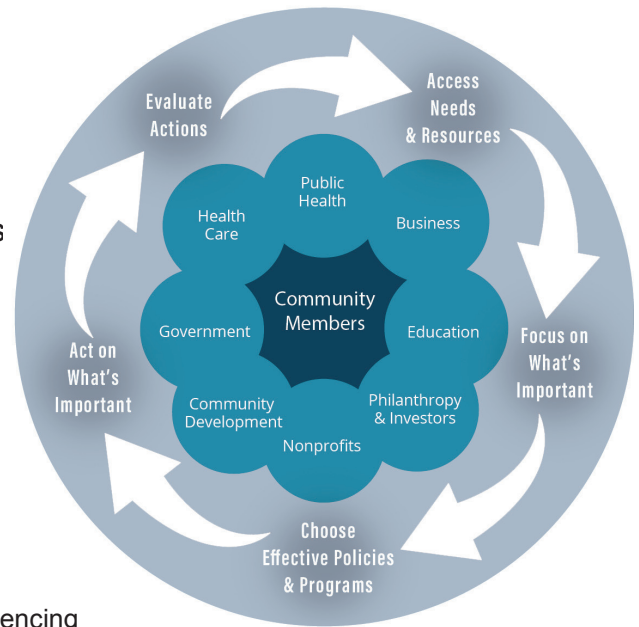 Evaluate
Actions
Access
Needs
& Resources
Public
Health
Health
Care
Business
s
Community
Members
Government
Education
Focus on
What's
Important
Act on
What's
Important
Community
Development
Philanthropy
& Investors
Nonprofits
Choose
Effective Policies
& Programs
encing